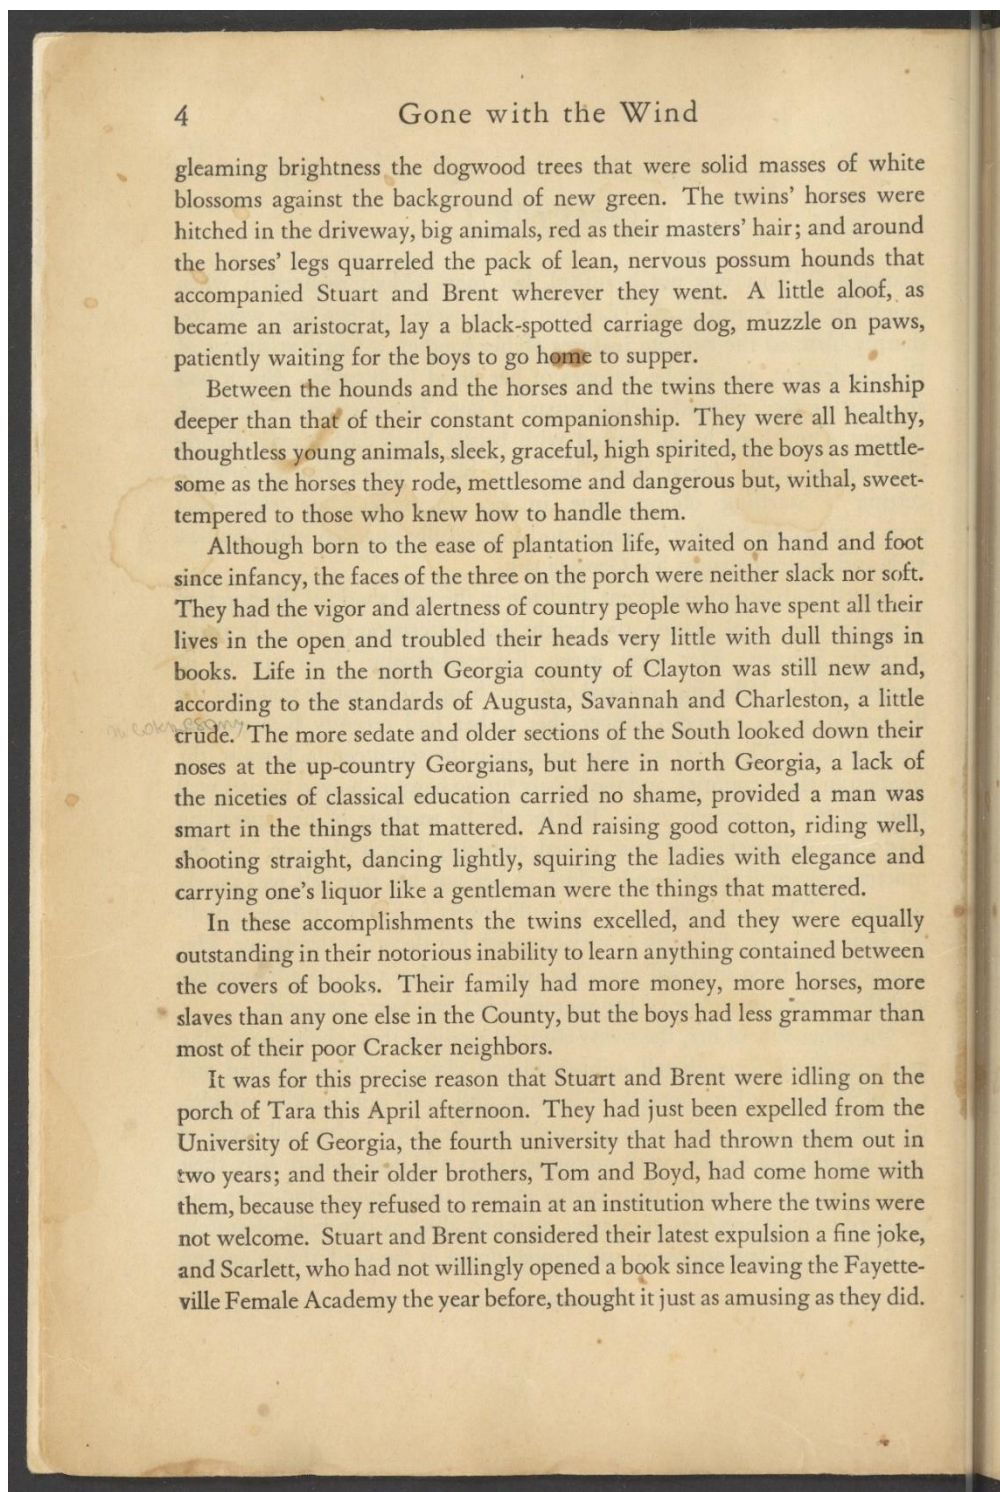 4 Gone with the Wind
gleaming brightness the dogwood trees that were solid masses of white
blossoms against the background of new green. The twins' horses were
hitched in the driveway, big animals, red as their masters' hair; and around
the horses' legs quarreled the pack of lean, nervous possum hounds that
accompanied Stuart and Brent wherever they went. A little aloof, as
became an aristocrat, lay a black-spotted carriage dog, muzzle on paws,
patiently waiting for the boys to go home to supper.
Between the hounds and the horses and the twins there was a kinship
deeper than that of their constant companionship. They were all healthy,
thoughtless young animals, sleek, graceful, high spirited, the boys as mettle-
some as the horses they rode, mettlesome and dangerous but, withal, sweet-
tempered to those who knew how to handle them.
Although born to the ease of plantation life, waited on hand and foot
since infancy, the faces of the three on the porch were neither slack nor soft.
They had the vigor and alertness of country people who have spent all their
lives in the open and troubled their heads very little with dull things in
books. Life in the north Georgia county of Clayton was still new and,
according to the standards of Augusta, Savannah and Charleston, a little
crude. The more sedate and older sections of the South looked down their
noses at the up-country Georgians, but here in north Georgia, a lack of
the niceties of classical education carried no shame, provided a man was
smart in the things that mattered. And raising good cotton, riding well,
shooting straight, dancing lightly, squiring the ladies with elegance and
carrying one's liquor like a gentleman were the things that mattered.
In these accomplishments the twins excelled, and they were equally
outstanding in their notorious inability to learn anything contained between
the covers of books. Their family had more money, more horses, more
slaves than any one else in the County, but the boys had less grammar than
most of their poor Cracker neighbors.
It was for this precise reason that Stuart and Brent were idling on the
porch of Tara this April afternoon. They had just been expelled from the
University of Georgia, the fourth university that had thrown them out in
two years; and their older brothers, Tom and Boyd, had come home with
them, because they refused to remain at an institution where the twins were
not welcome. Stuart and Brent considered their latest expulsion a fine joke,
and Scarlett, who had not willingly opened a book since leaving the Fayette-
ville Female Academy the year before, thought it just as amusing as they did.